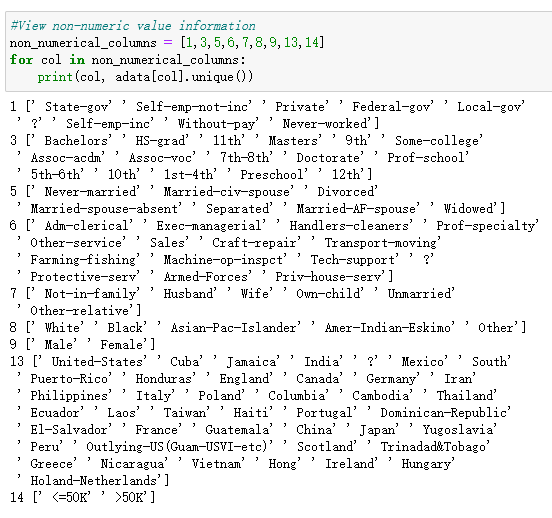 #View non-numeric value information
non_numerical_columns = [1,3,5,6,7,8,9,13,14]
for col in non_numerical_columns:
    print(col, adata[col].unique())
1 [' State-gov' ' Self-emp-not-inc' ' Private' ' Federal-gov' ' Local-gov'
 ' ?' ' Self-emp-inc' ' Without-pay' ' Never-worked']
3 [' Bachelors' ' HS-grad' ' 11th' ' Masters' ' 9th' ' Some-college'
 ' Assoc-acdm' ' Assoc-voc' ' 7th-8th' ' Doctorate' ' Prof-school'
 ' 5th-6th' ' 10th' ' 1st-4th' ' Preschool' ' 12th']
5 [' Never-married' ' Married-civ-spouse' ' Divorced'
 ' Married-spouse-absent' ' Separated' ' Married-AF-spouse' ' Widowed']
6 [' Adm-clerical' ' Exec-managerial' ' Handlers-cleaners' ' Prof-specialty'
 ' Other-service' ' Sales' ' Craft-repair' ' Transport-moving'
 ' Farming-fishing' ' Machine-op-inspct' ' Tech-support' ' ?'
 ' Protective-serv' ' Armed-Forces' ' Priv-house-serv']
7 [' Not-in-family' ' Husband' ' Wife' ' Own-child' ' Unmarried'
 ' Other-relative']
8 [' White' ' Black' ' Asian-Pac-Islander' ' Amer-Indian-Eskimo' ' Other']
9 [' Male' ' Female']
13 [' United-States' ' Cuba' ' Jamaica' ' India' ' ?' ' Mexico' ' South'
 ' Puerto-Rico' ' Honduras' ' England' ' Canada' ' Germany' ' Iran'
 ' Philippines' ' Italy' ' Poland' ' Columbia' ' Cambodia' ' Thailand'
 ' Ecuador' ' Laos' ' Taiwan' ' Haiti' ' Portugal' ' Dominican-Republic'
 ' El-Salvador' ' France' ' Guatemala' ' China' ' Japan' ' Yugoslavia'
 ' Peru' ' Outlying-US(Guam-USVI-etc)' ' Scotland' ' Trinadad&Tobago'
 ' Greece' ' Nicaragua' ' Vietnam' ' Hong' ' Ireland' ' Hungary'
 ' Holand-Netherlands']
14 [' <=50K' ' >50K']